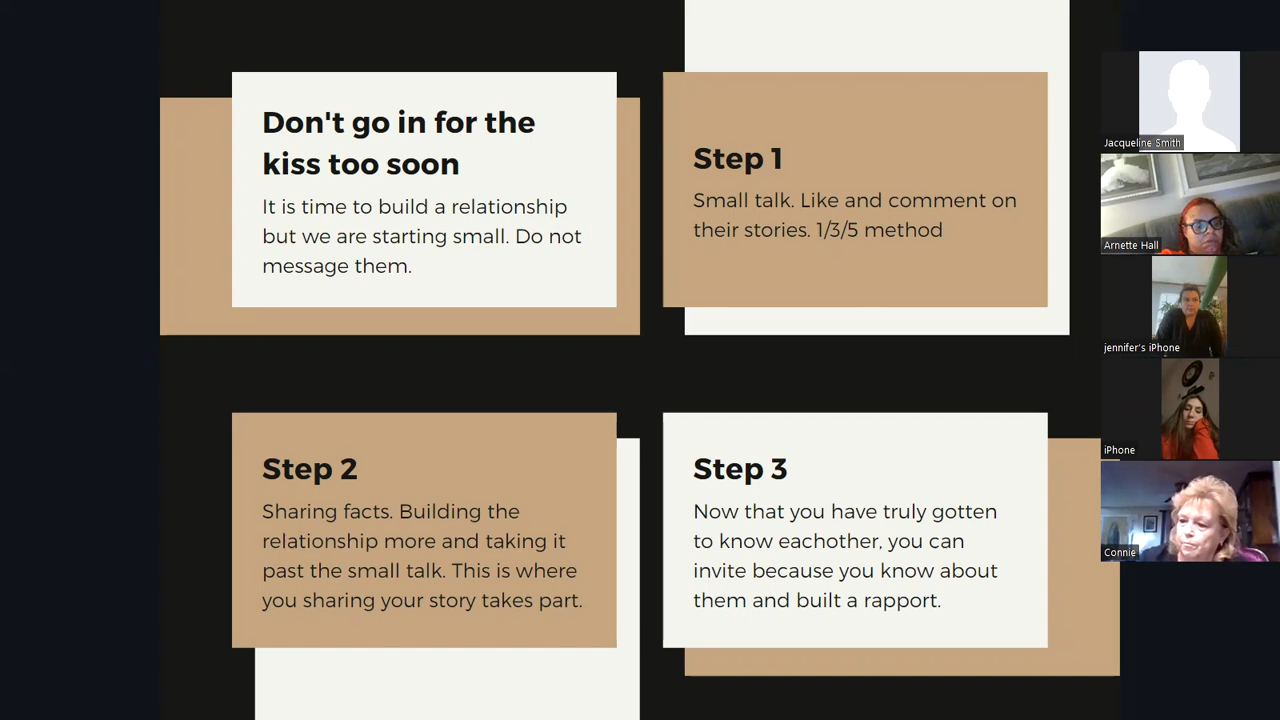 Don't go in for the
kiss too soon
It is time to build a relationship
but we are starting small. Do not
message them.
Step 1
Small talk. Like and comment on
their stories. 1/3/5 method
Step 2
Sharing facts. Building the
relationship more and taking it
past the small talk. This is where
you sharing your story takes part.
Step 3
Now that you have truly gotten
to know eachother, you can
invite because you know about
them and built a rapport.
Jacqueline Smith
Arnette Hall
jennifer's iPhone
iPhone
Connie